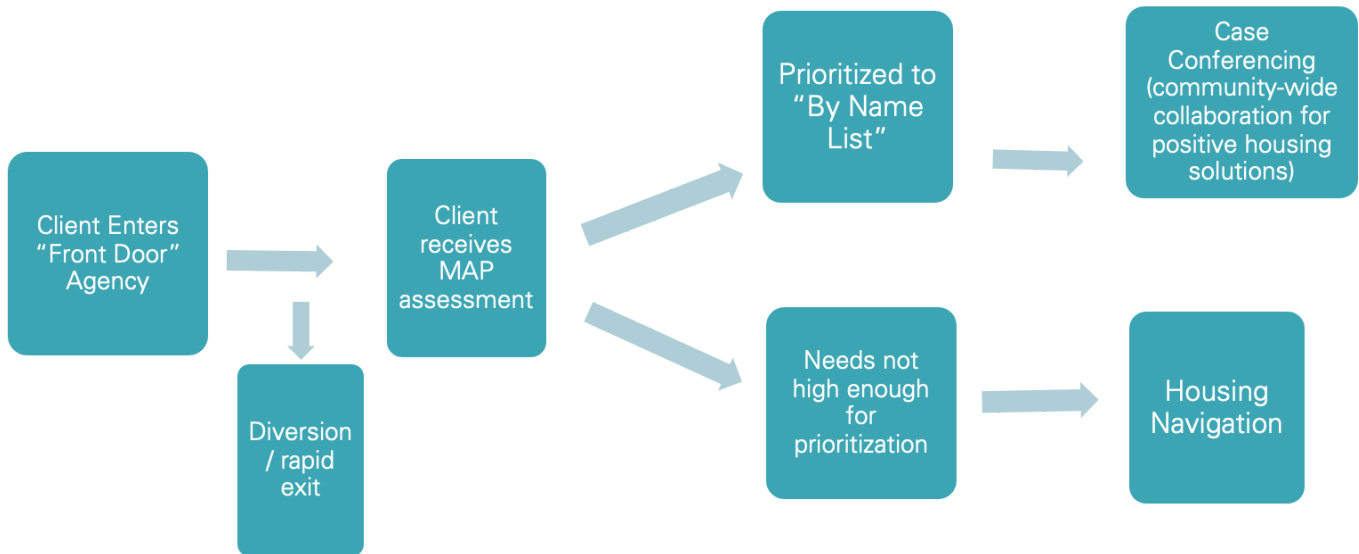 Client Enters
“Front Door”
Agency
Diversion
/ rapid
exit
Client
receives
MAP
assessment
Prioritized to
“By Name
List”
Case
Conferencing
(community-wide
collaboration for
positive housing
solutions)
Needs not
high enough
for
prioritization
Housing
Navigation